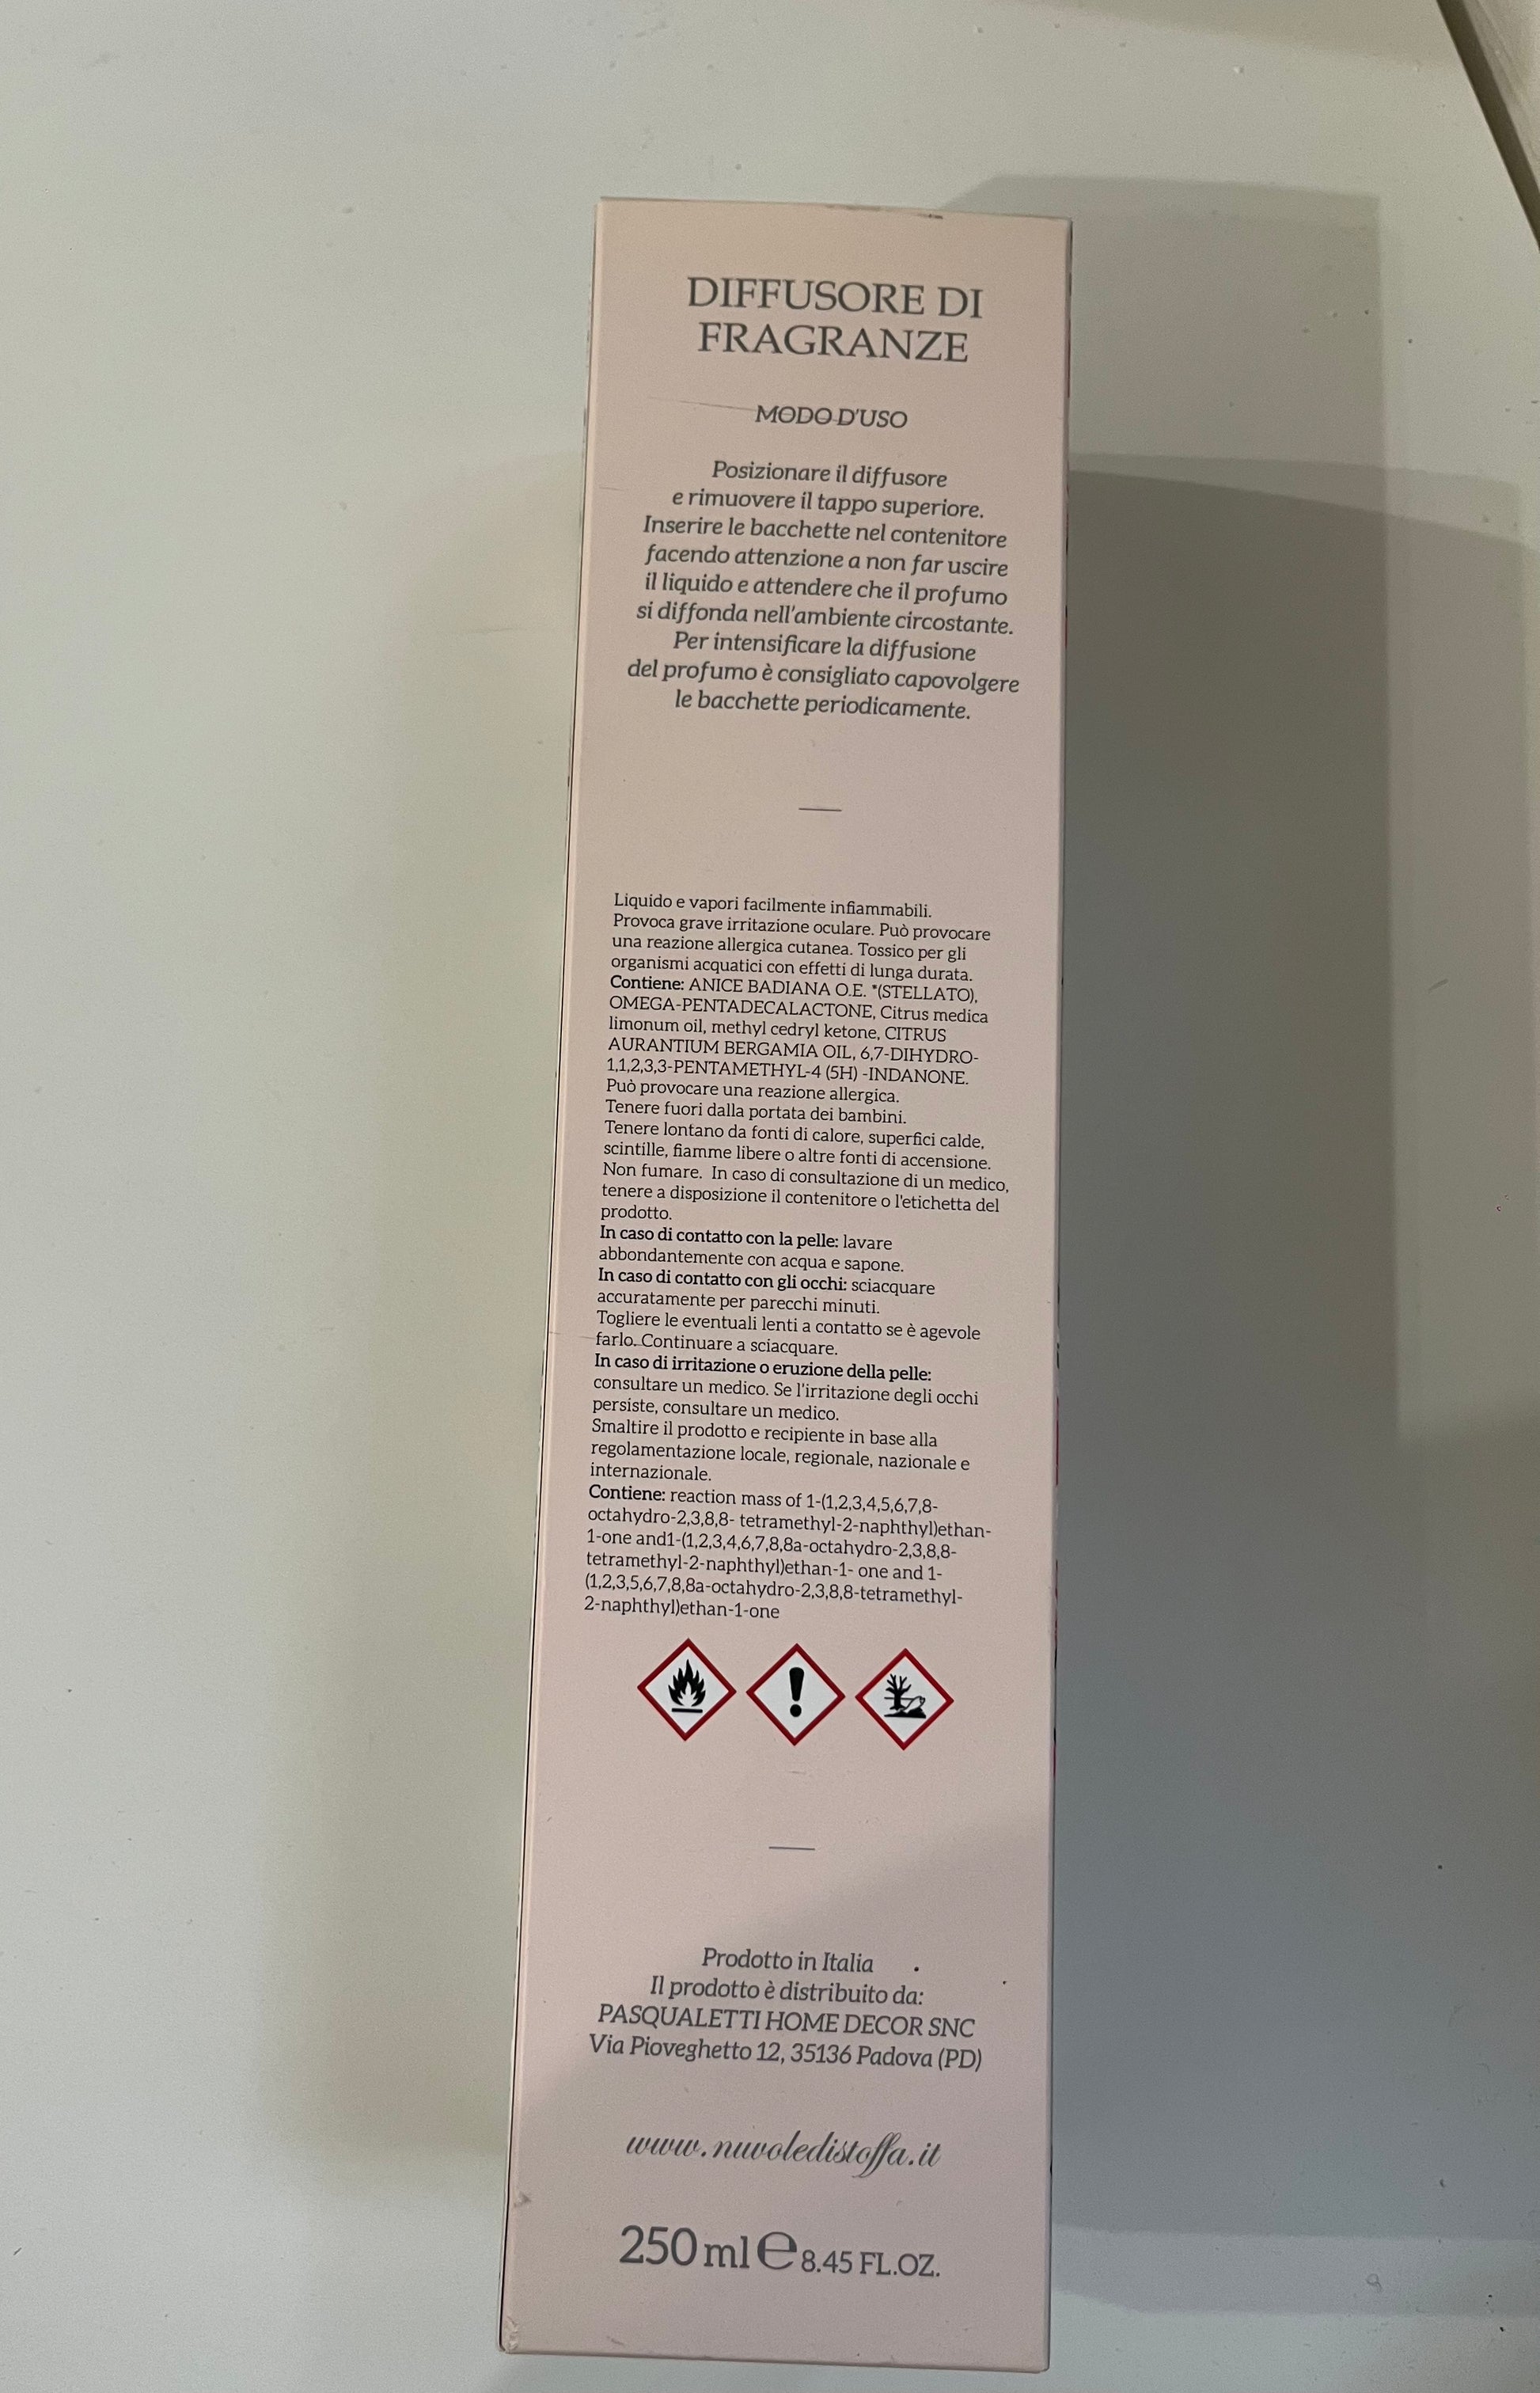 DIFFUSORE DI
FRAGRANZE
MODO D'USO
Posizionare il diffusore
e rimuovere il tappo superiore.
Inserire le bacchette nel contenitore
facendo attenzione a non far uscire
il liquido e attendere che il profumo
si diffonda nell'ambiente circostante.
Per intensificare la diffusione
del profumo è consigliato capovolgere
le bacchette periodicamente.
Liquido e vapori facilmente infiammabili.
Provoca grave irritazione oculare. Può provocare
una reazione allergica cutanea. Tossico per gli
organismi acquatici con effetti di lunga durata.
Contiene: ANICE BADIANA O.E. *(STELLATO),
OMEGA-PENTADECALACTONE, Citrus medica
limonum oil, methyl cedryl ketone, CITRUS
AURANTIUM BERGAMIA OIL, 6,7-DIHYDRO-
1,1,2,3,3-PENTAMETHYL-4 (5H) -INDANONE.
Può provocare una reazione allergica.
Tenere fuori dalla portata dei bambini.
Tenere lontano da fonti di calore, superfici calde,
scintille, fiamme libere o altre fonti di accensione.
Non fumare. In caso di consultazione di un medico,
tenere a disposizione il contenitore o l'etichetta del
prodotto.
In caso di contatto con la pelle: lavare
abbondantemente con acqua e sapone.
In caso di contatto con gli occhi: sciacquare
accuratamente per parecchi minuti.
Togliere le eventuali lenti a contatto se è agevole
farlo. Continuare a sciacquare.
In caso di irritazione o eruzione della pelle:
consultare un medico. Se l'irritazione degli occhi
persiste, consultare un medico.
Smaltire il prodotto e recipiente in base alla
regolamentazione locale, regionale, nazionale e
internazionale.
Contiene: reaction mass of 1-(1,2,3,4,5,6,7,8-
octahydro-2,3,8,8- tetramethyl-2-naphthyl)ethan-
1-one and1-(1,2,3,4,6,7,8,8a-octahydro-2,3,8,8-
tetramethyl-2-naphthyl)ethan-1- one and 1-
(1,2,3,5,6,7,8,8a-octahydro-2,3,8,8-tetramethyl-
2-naphthyl)ethan-1-one
Prodotto in Italia
Il prodotto è distribuito da:
PASQUALETTI HOME DECOR SNC
Via Pioveghetto 12, 35136 Padova (PD)
www.nuvoledistoffa.it
250 ml ℮ 8.45 FL.OZ.